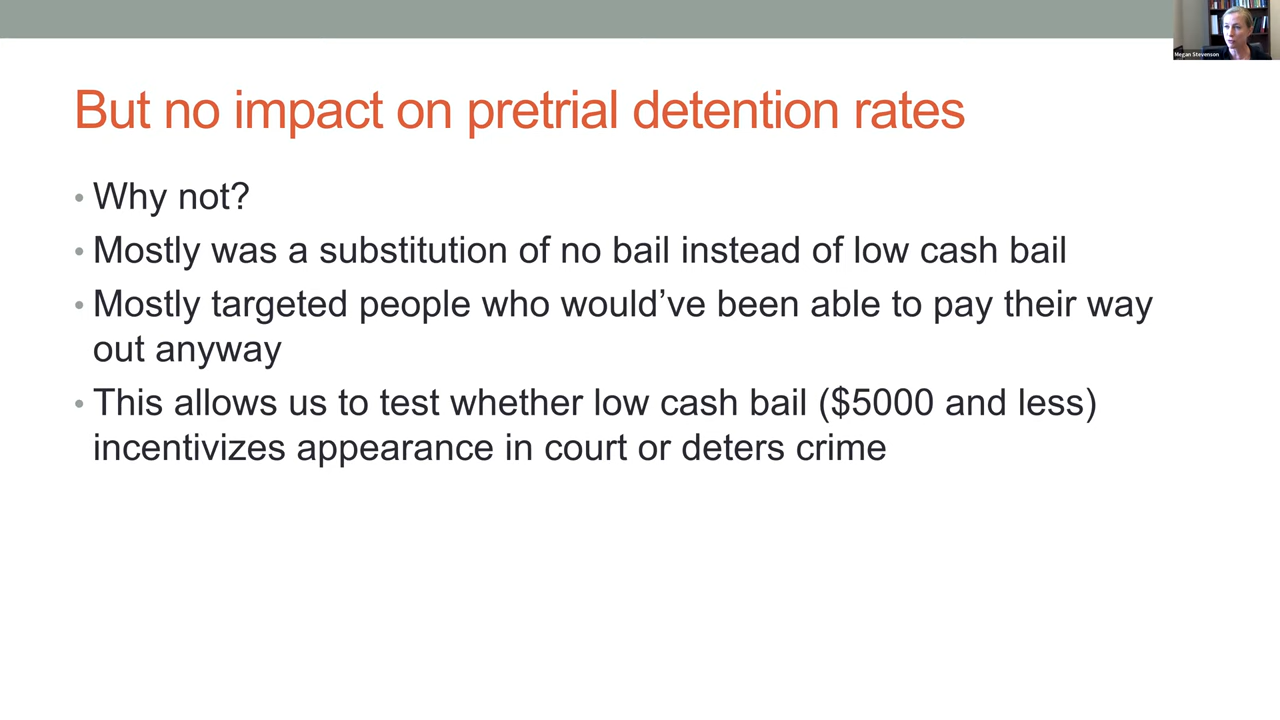 Megan Stevenson
But no impact on pretrial detention rates
• Why not?
• Mostly was a substitution of no bail instead of low cash bail
• Mostly targeted people who would’ve been able to pay their way
out anyway
• This allows us to test whether low cash bail ($5000 and less)
incentivizes appearance in court or deters crime